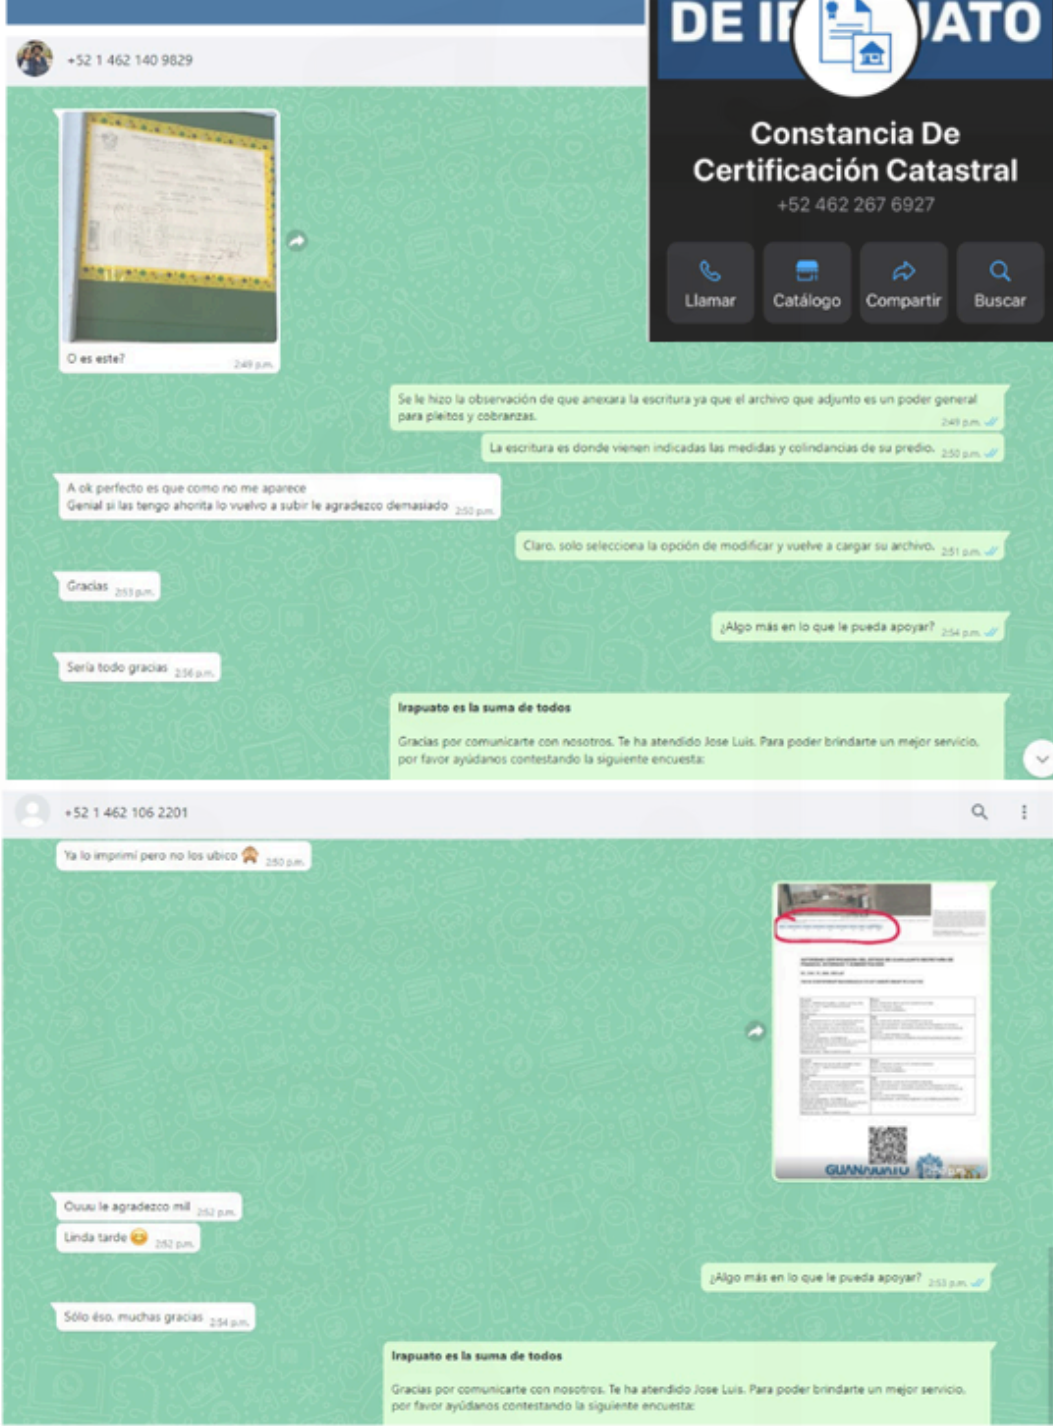 DE IR UATO
+52 1 462 140 9829
Constancia De
Certificación Catastral
+52 462 267 6927
Llamar
Catálogo
Compartir
Buscar
O es este?
2:49 p.m.
Se le hizo la observación de que anexara la escritura ya que el archivo que adjunto es un poder general
para pleitos y cobranzas.
2:49 p.m.
La escritura es donde vienen indicadas las medidas y colindancias de su predio. 2:50 p.m.
A ok perfecto es que como no me aparece
Genial si las tengo ahorita lo vuelvo a subir le agradezco demasiado 2:50 p.m.
Claro, solo selecciona la opción de modificar y vuelve a cargar su archivo. 2:51 p.m.
Gracias 2:53 p.m.
¿Algo más en lo que le pueda apoyar? 2:54 p.m.
Sería todo gracias 2:56 p.m.
Irapuato es la suma de todos
Gracias por comunicarte con nosotros. Te ha atendido Jose Luis. Para poder brindarte un mejor servicio,
por favor ayúdanos contestando la siguiente encuesta:
+52 1 462 106 2201
Ya lo imprimí pero no los ubico 2:50 p.m.
GUANAJUATO
Ouuu le agradezco mil 2:52 p.m.
Linda tarde 2:52 p.m.
¿Algo más en lo que le pueda apoyar? 2:53 p.m.
Sólo éso, muchas gracias 2:54 p.m.
Irapuato es la suma de todos
Gracias por comunicarte con nosotros. Te ha atendido Jose Luis. Para poder brindarte un mejor servicio,
por favor ayúdanos contestando la siguiente encuesta: